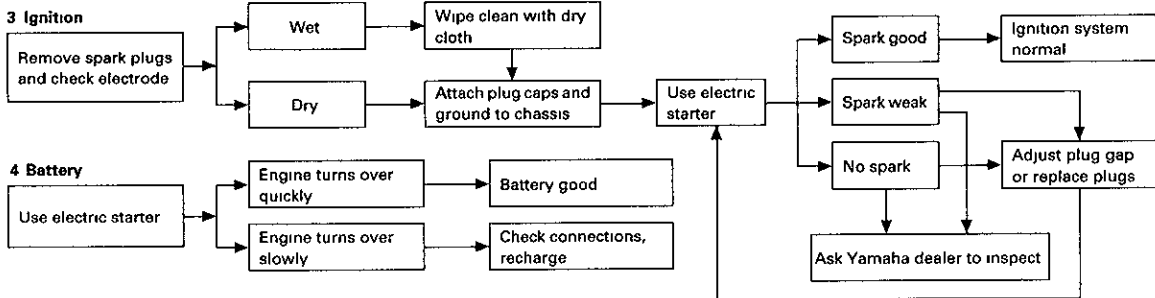 3 Ignition
Remove spark plugs
and check electrode
Wet
Wipe clean with dry
cloth
Dry
Attach plug caps and
ground to chassis
Use electric
starter
Spark good
Ignition system
normal
Spark weak
No spark
Adjust plug gap
or replace plugs
Ask Yamaha dealer to inspect
4 Battery
Use electric starter
Engine turns over
quickly
Battery good
Engine turns over
slowly
Check connections,
recharge